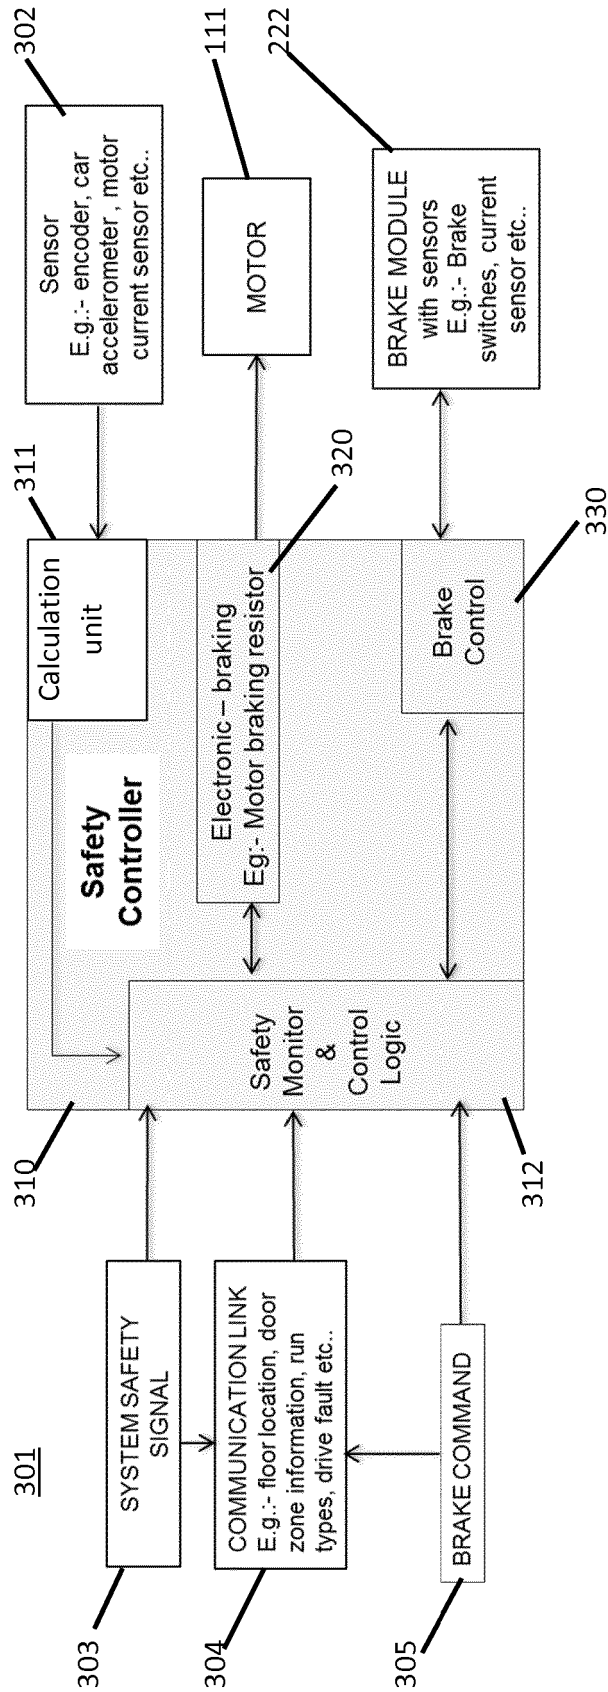 301
303
SYSTEM SAFETY
SIGNAL
304
COMMUNICATION LINK
E.g.:- floor location, door
zone information, run
types, drive fault etc..
305
BRAKE COMMAND
310
Safety
Controller
Safety
Monitor
&
Control
Logic
312
Calculation
unit
311
Electronic – braking
Eg:- Motor braking resistor
320
Brake
Control
330
Sensor
E.g.:- encoder, car
accelerometer , motor
current sensor etc..
302
MOTOR
111
BRAKE MODULE
with sensors
E.g.:- Brake
switches, current
sensor etc..
222